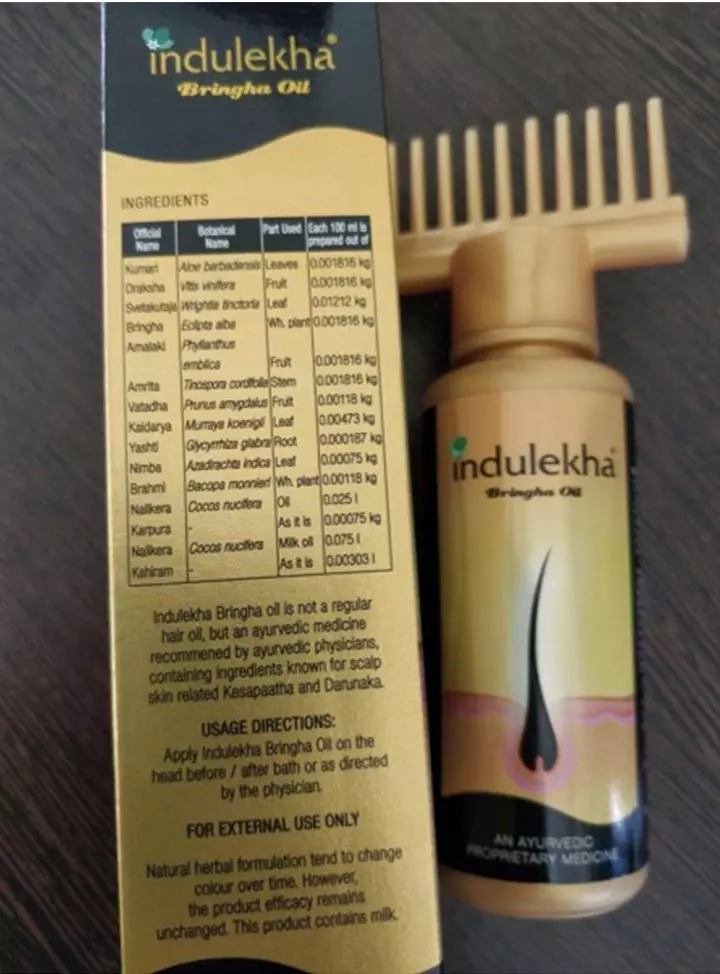 indulekha®
Bringha Oil
INGREDIENTS
Official Name Botanical Name Part Used Each 100 ml is prepared out of
Kumari Aloe barbadensis Leaves 0.001816 kg
Draksha Vitis vinifera Fruit 0.001816 kg
Svetakutaja Wrightia tinctoria Leaf 0.01212 kg
Bringha Eclipta alba Wh. plant 0.001816 kg
Amalaki Phyllanthus
emblica Fruit 0.001816 kg
Amrita Tinospora cordifolia Stem 0.001816 kg
Vatadha Prunus amygdalus Fruit 0.00118 kg
Kaidarya Murraya koenigii Leaf 0.00473 kg
Yashti Glycyrrhiza glabra Root 0.000187 kg
Nimba Azadirachta indica Leaf 0.00075 kg
Brahmi Bacopa monnieri Wh. plant 0.00118 kg
Nalikera Cocos nucifera Oil 0.025 l
Karpura - As it is 0.00075 kg
Nalikera Cocos nucifera Milk oil 0.075 l
Kshiram - As it is 0.00303 l
Indulekha Bringha oil is not a regular
hair oil, but an ayurvedic medicine
recommened by ayurvedic physicians,
containing ingredients known for scalp
skin related Kesapaatha and Darunaka.
USAGE DIRECTIONS:
Apply Indulekha Bringha Oil on the
head before / after bath or as directed
by the physician.
FOR EXTERNAL USE ONLY
Natural herbal formulation tend to change
colour over time. However,
the product efficacy remains
unchanged. This product contains milk.
indulekha®
Bringha Oil
AN AYURVEDIC
PROPRIETARY MEDICINE